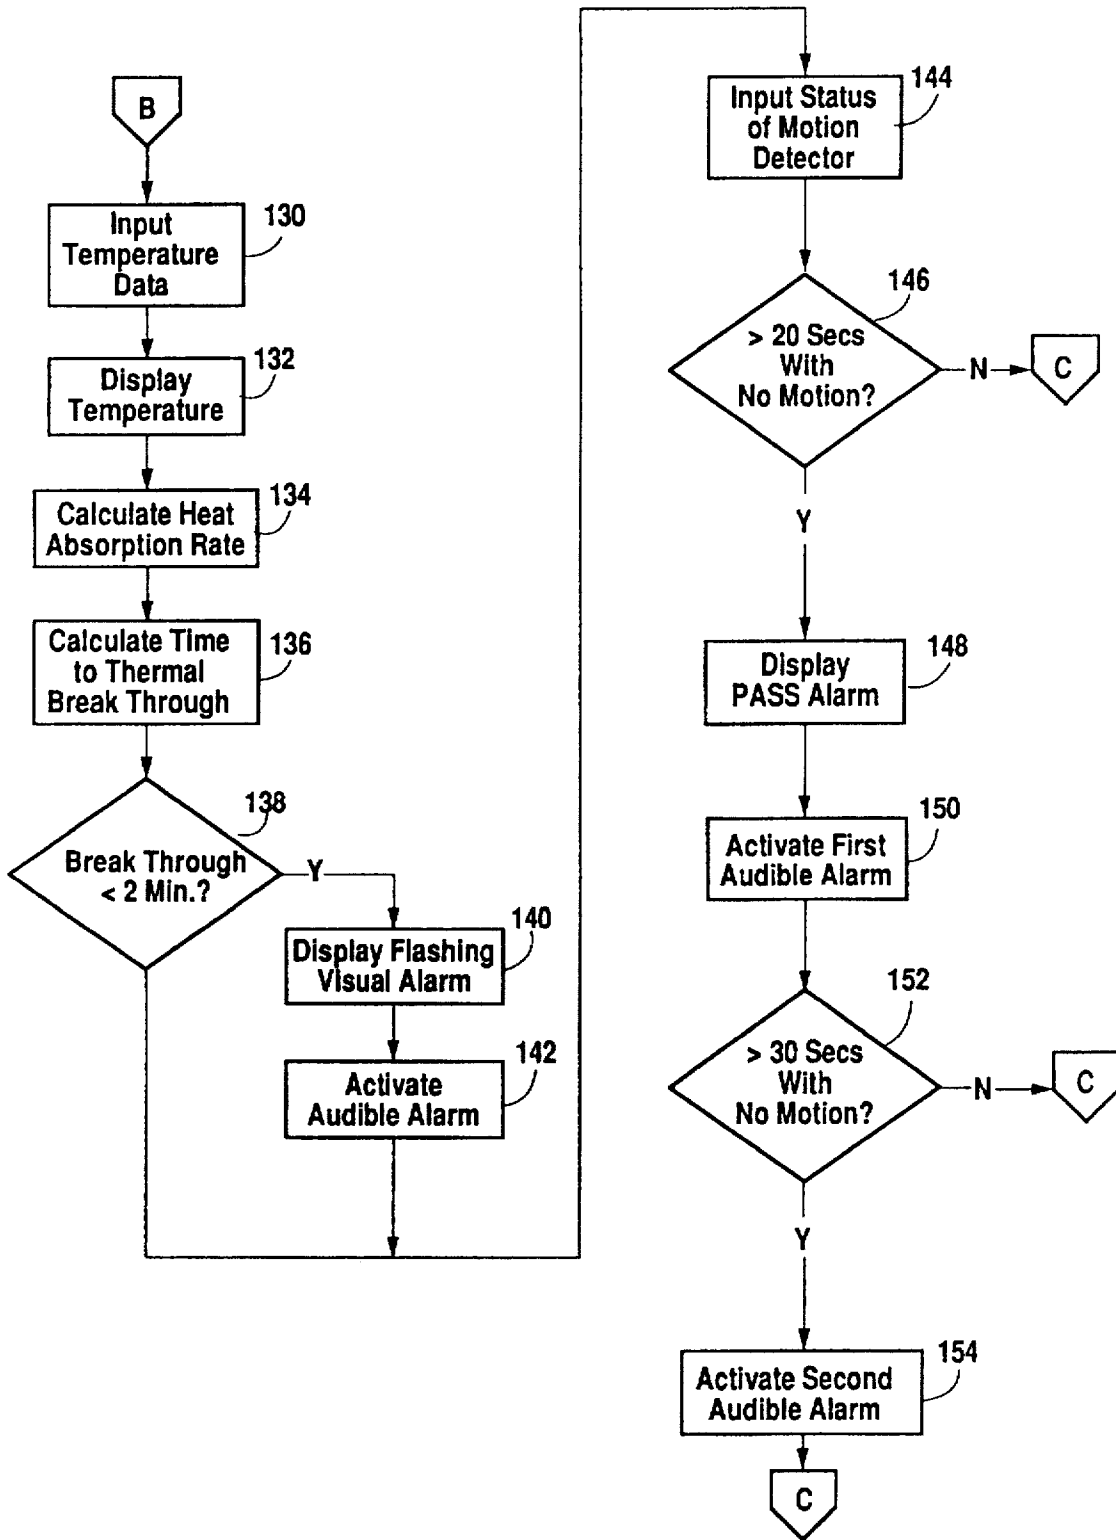 B
130
Input
Temperature
Data
132
Display
Temperature
134
Calculate Heat
Absorption Rate
136
Calculate Time
to Thermal
Break Through
138
Break Through
< 2 Min.?
Y
140
Display Flashing
Visual Alarm
142
Activate
Audible Alarm
144
Input Status
of Motion
Detector
146
> 20 Secs
With
No Motion?
N
C
Y
148
Display
PASS Alarm
150
Activate First
Audible Alarm
152
> 30 Secs
With
No Motion?
N
C
Y
154
Activate Second
Audible Alarm
C